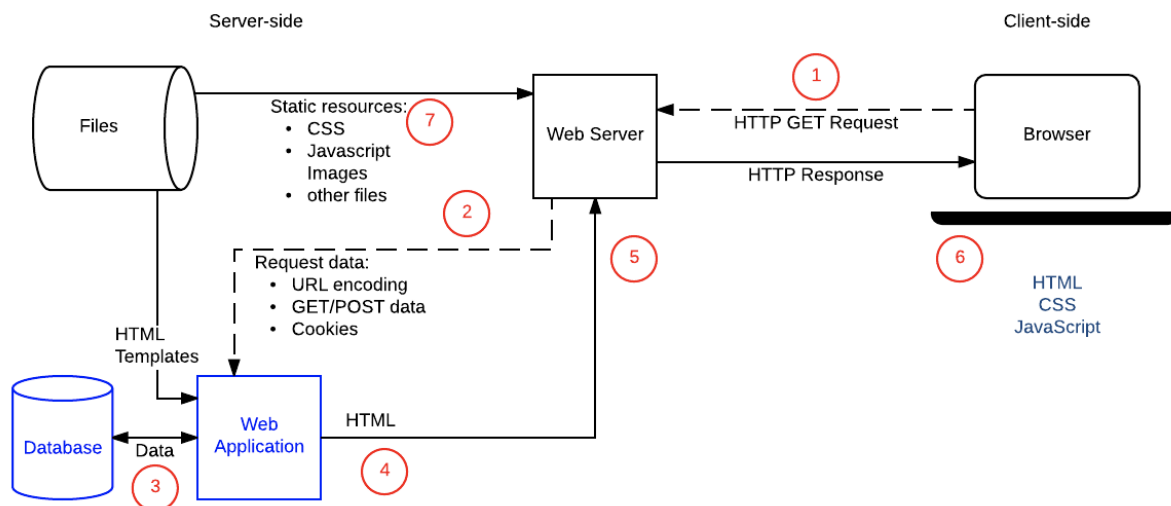 Server-side
Client-side
1
Files
Static resources:
• CSS
• Javascript
Images
• other files
7
Web Server
HTTP GET Request
HTTP Response
Browser
2
Request data:
• URL encoding
• GET/POST data
• Cookies
5
6
HTML
CSS
JavaScript
HTML
Templates
Database
Data
3
Web
Application
HTML
4